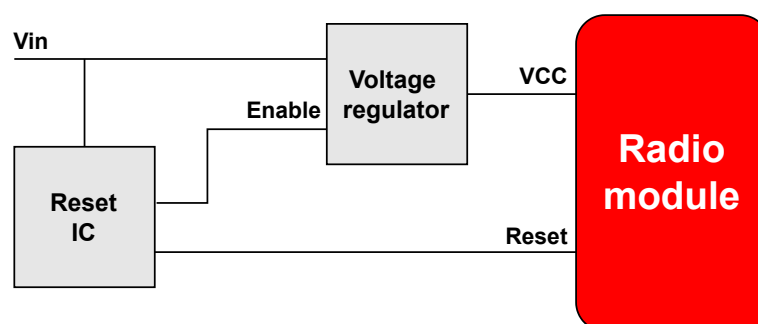 Vin
Voltage
regulator
VCC
Enable
Radio
module
Reset
IC
Reset